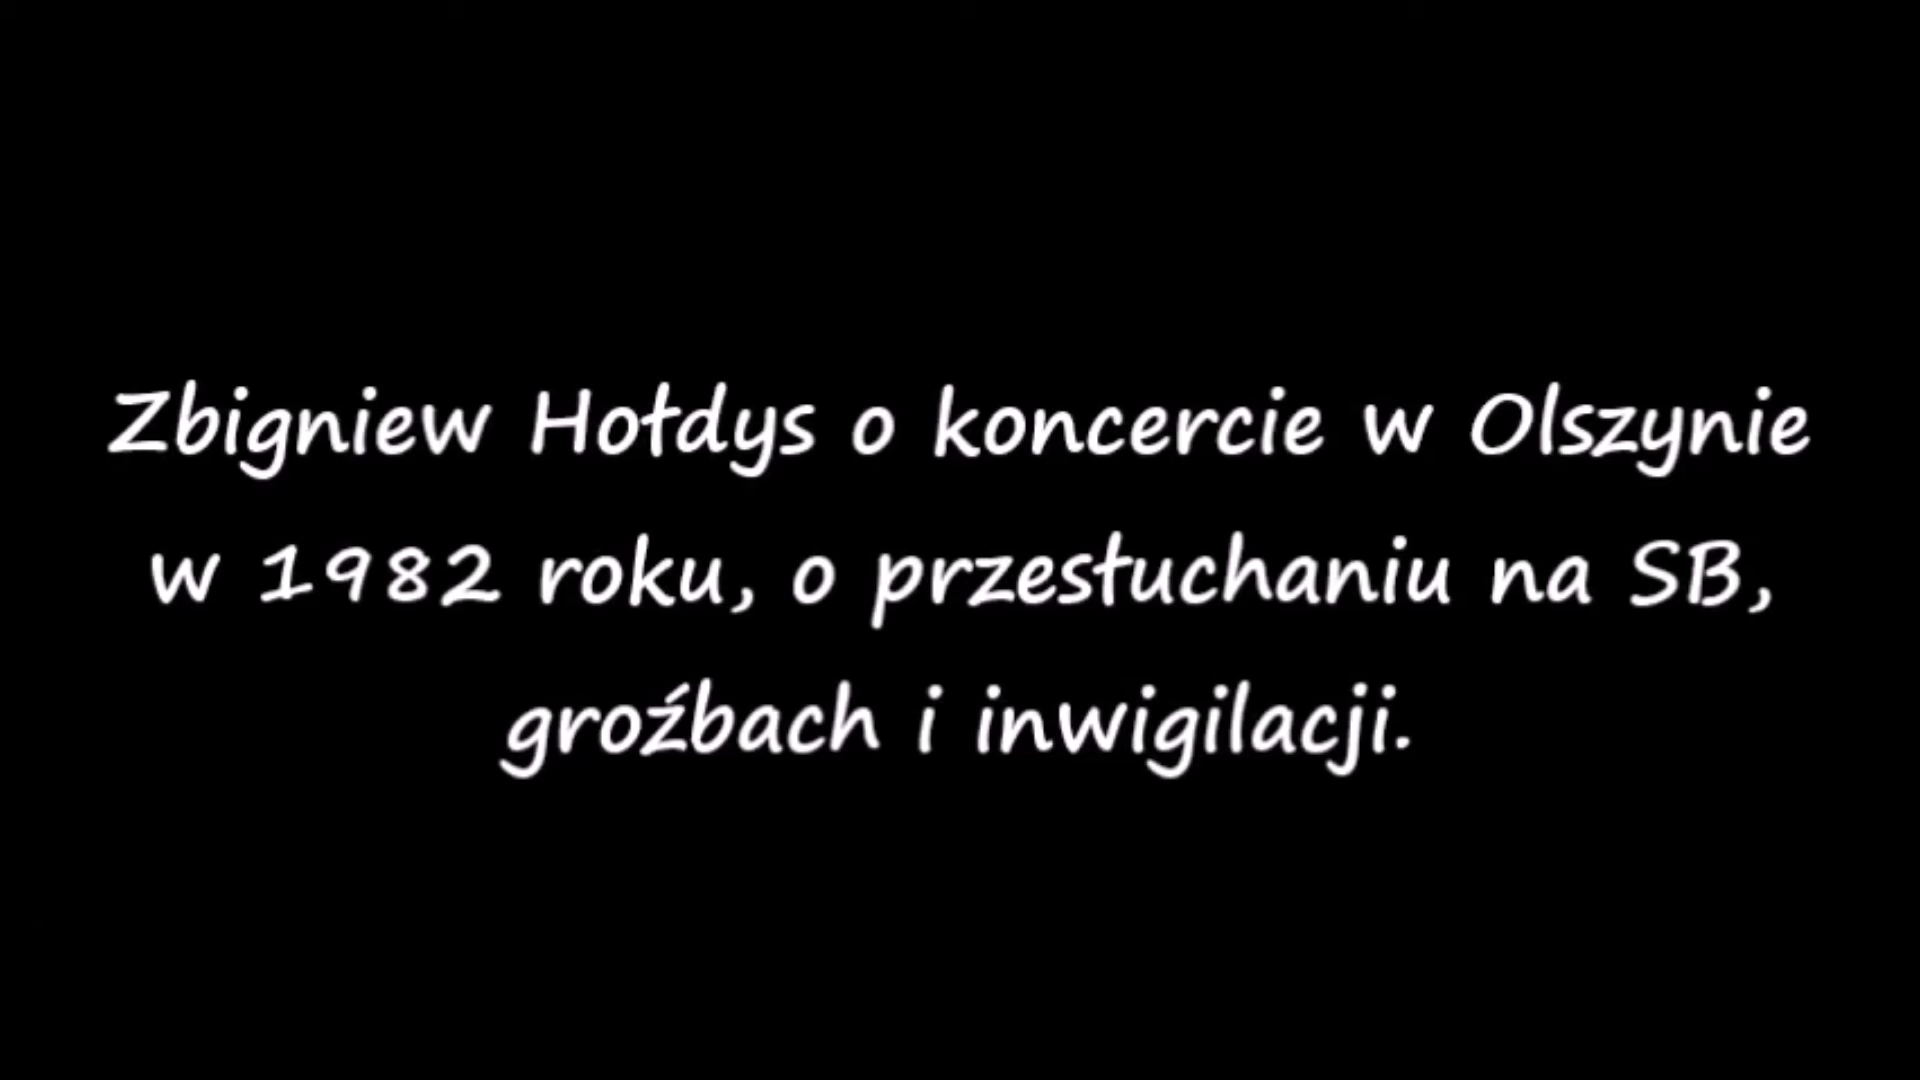 Zbigniew Hołdys o koncercie w Olszynie
w 1982 roku, o przesłuchaniu na SB,
groźbach i inwigilacji.